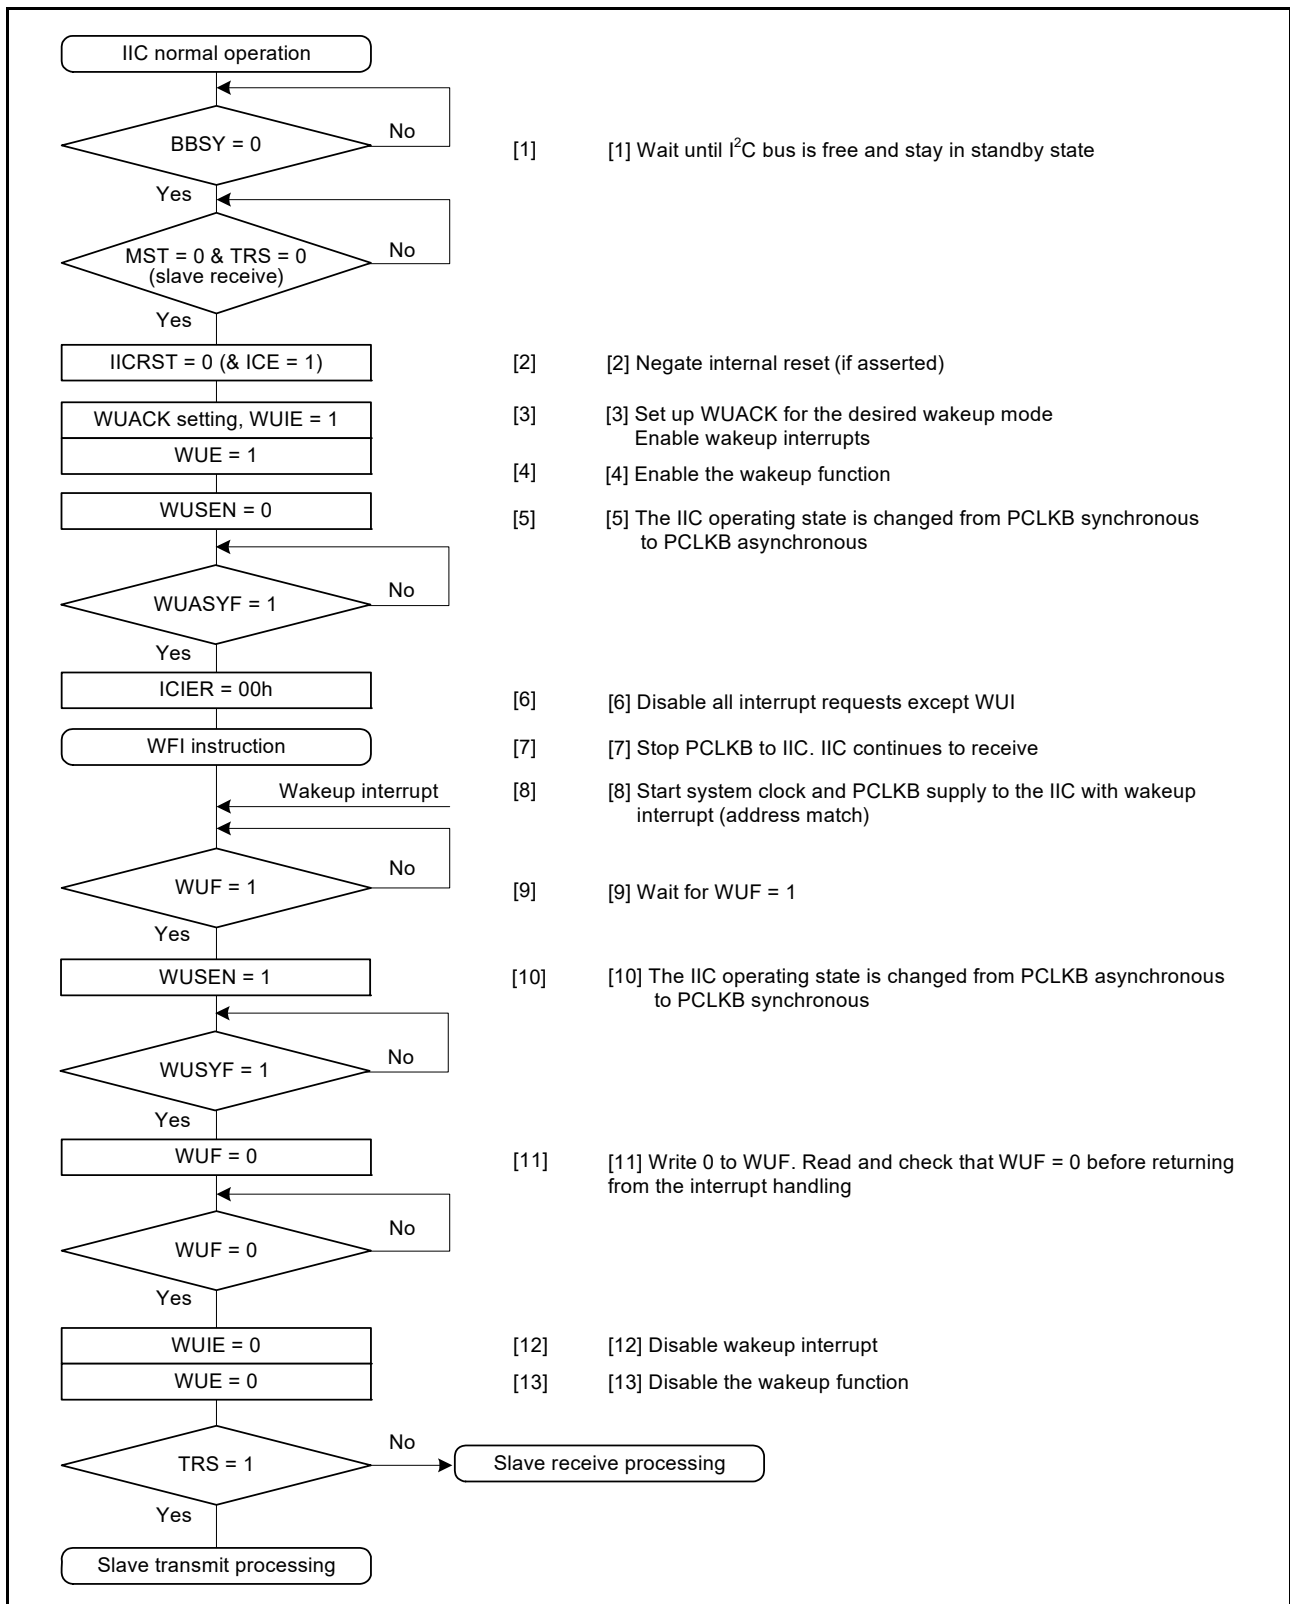 IIC normal operation
BBSY = 0
No
[1]
[1] Wait until I²C bus is free and stay in standby state
Yes
MST = 0 & TRS = 0
(slave receive)
No
Yes
IICRST = 0 (& ICE = 1)
[2]
[2] Negate internal reset (if asserted)
WUACK setting, WUIE = 1
[3]
[3] Set up WUACK for the desired wakeup mode
Enable wakeup interrupts
WUE = 1
[4]
[4] Enable the wakeup function
WUSEN = 0
[5]
[5] The IIC operating state is changed from PCLKB synchronous
to PCLKB asynchronous
WUASYF = 1
No
Yes
ICIER = 00h
[6]
[6] Disable all interrupt requests except WUI
WFI instruction
[7]
[7] Stop PCLKB to IIC. IIC continues to receive
Wakeup interrupt
[8]
[8] Start system clock and PCLKB supply to the IIC with wakeup
interrupt (address match)
WUF = 1
No
[9]
[9] Wait for WUF = 1
Yes
WUSEN = 1
[10]
[10] The IIC operating state is changed from PCLKB asynchronous
to PCLKB synchronous
WUSYF = 1
No
Yes
WUF = 0
[11]
[11] Write 0 to WUF. Read and check that WUF = 0 before returning
from the interrupt handling
WUF = 0
No
Yes
WUIE = 0
[12]
[12] Disable wakeup interrupt
WUE = 0
[13]
[13] Disable the wakeup function
TRS = 1
No
Slave receive processing
Yes
Slave transmit processing